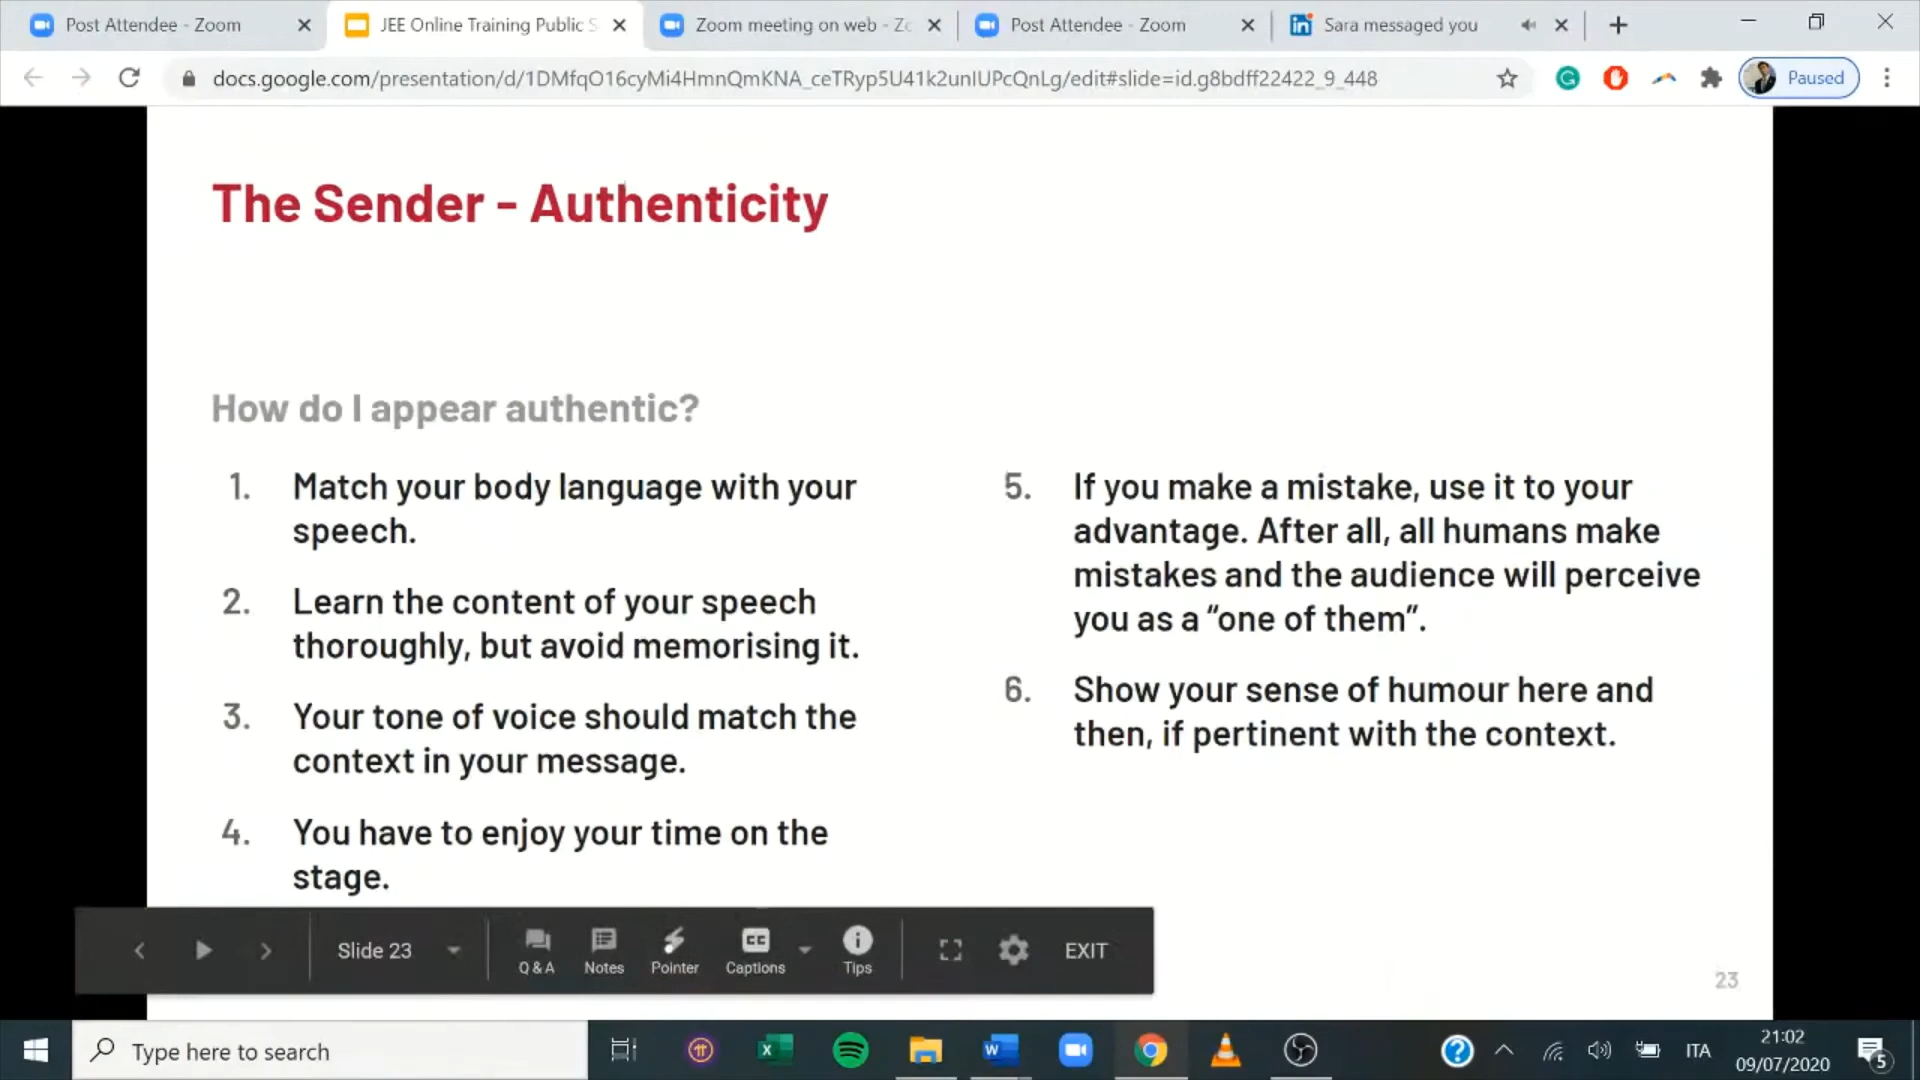 Post Attendee - Zoom
JEE Online Training Public S
Zoom meeting on web - Zo
Post Attendee - Zoom
Sara messaged you
docs.google.com/presentation/d/1DMfqO16cyMi4HmnQmKNA_ceTRyp5U41k2unIUPcQnLg/edit#slide=id.g8bdff22422_9_448
Paused
The Sender - Authenticity
How do I appear authentic?
1. Match your body language with your
speech.
2. Learn the content of your speech
thoroughly, but avoid memorising it.
3. Your tone of voice should match the
context in your message.
4. You have to enjoy your time on the
stage.
5. If you make a mistake, use it to your
advantage. After all, all humans make
mistakes and the audience will perceive
you as a “one of them”.
6. Show your sense of humour here and
then, if pertinent with the context.
Slide 23
Q & A
Notes
Pointer
CC
Captions
Tips
EXIT
23
Type here to search
ITA
21:02
09/07/2020
5